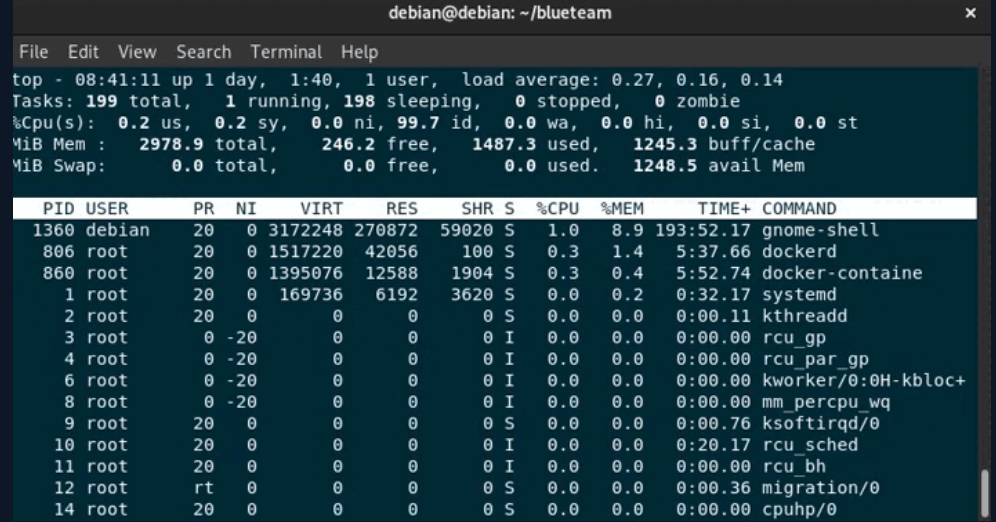 debian@debian: ~/blueteam ×
File Edit View Search Terminal Help
top - 08:41:11 up 1 day,  1:40,  1 user,  load average: 0.27, 0.16, 0.14
Tasks: 199 total,   1 running, 198 sleeping,   0 stopped,   0 zombie
%Cpu(s):  0.2 us,  0.2 sy,  0.0 ni, 99.7 id,  0.0 wa,  0.0 hi,  0.0 si,  0.0 st
MiB Mem :   2978.9 total,    246.2 free,   1487.3 used,   1245.3 buff/cache
MiB Swap:      0.0 total,      0.0 free,      0.0 used.   1248.5 avail Mem
PID USER      PR  NI    VIRT    RES    SHR S  %CPU  %MEM     TIME+ COMMAND
1360 debian    20   0 3172248 270872  59020 S   1.0   8.9 193:52.17 gnome-shell
806 root      20   0 1517220  42056    100 S   0.3   1.4   5:37.66 dockerd
860 root      20   0 1395076  12588   1904 S   0.3   0.4   5:52.74 docker-containe
1 root      20   0  169736   6192   3620 S   0.0   0.2   0:32.17 systemd
2 root      20   0       0      0      0 S   0.0   0.0   0:00.11 kthreadd
3 root       0 -20       0      0      0 I   0.0   0.0   0:00.00 rcu_gp
4 root       0 -20       0      0      0 I   0.0   0.0   0:00.00 rcu_par_gp
6 root       0 -20       0      0      0 I   0.0   0.0   0:00.00 kworker/0:0H-kbloc+
8 root       0 -20       0      0      0 I   0.0   0.0   0:00.00 mm_percpu_wq
9 root      20   0       0      0      0 S   0.0   0.0   0:00.76 ksoftirqd/0
10 root      20   0       0      0      0 I   0.0   0.0   0:20.17 rcu_sched
11 root      20   0       0      0      0 I   0.0   0.0   0:00.00 rcu_bh
12 root      rt   0       0      0      0 S   0.0   0.0   0:00.36 migration/0
14 root      20   0       0      0      0 S   0.0   0.0   0:00.00 cpuhp/0